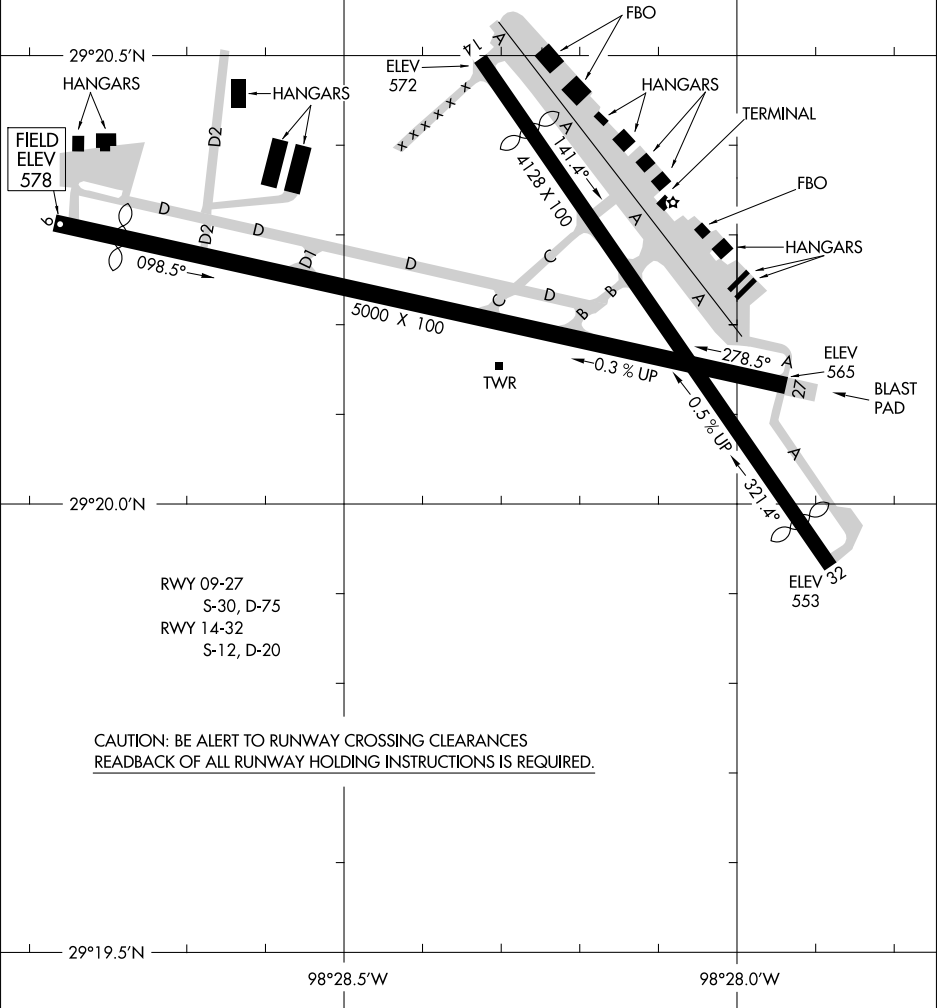 FBO
29°20.5'N
14
A
ELEV
572
HANGARS
HANGARS
HANGARS
TERMINAL
D2
FIELD
ELEV
578
A
141.4°
4128 X 100
FBO
9
D
D
D2
A
HANGARS
098.5°
D1
D
C
B
A
C
D
B
5000 X 100
278.5°
A
ELEV
565
0.3 % UP
TWR
27
BLAST
PAD
0.5 % UP
A
321.4°
29°20.0'N
ELEV
553
32
RWY 09-27
S-30, D-75
RWY 14-32
S-12, D-20
CAUTION: BE ALERT TO RUNWAY CROSSING CLEARANCES
READBACK OF ALL RUNWAY HOLDING INSTRUCTIONS IS REQUIRED.
29°19.5'N
98°28.5'W
98°28.0'W
x x x x x x